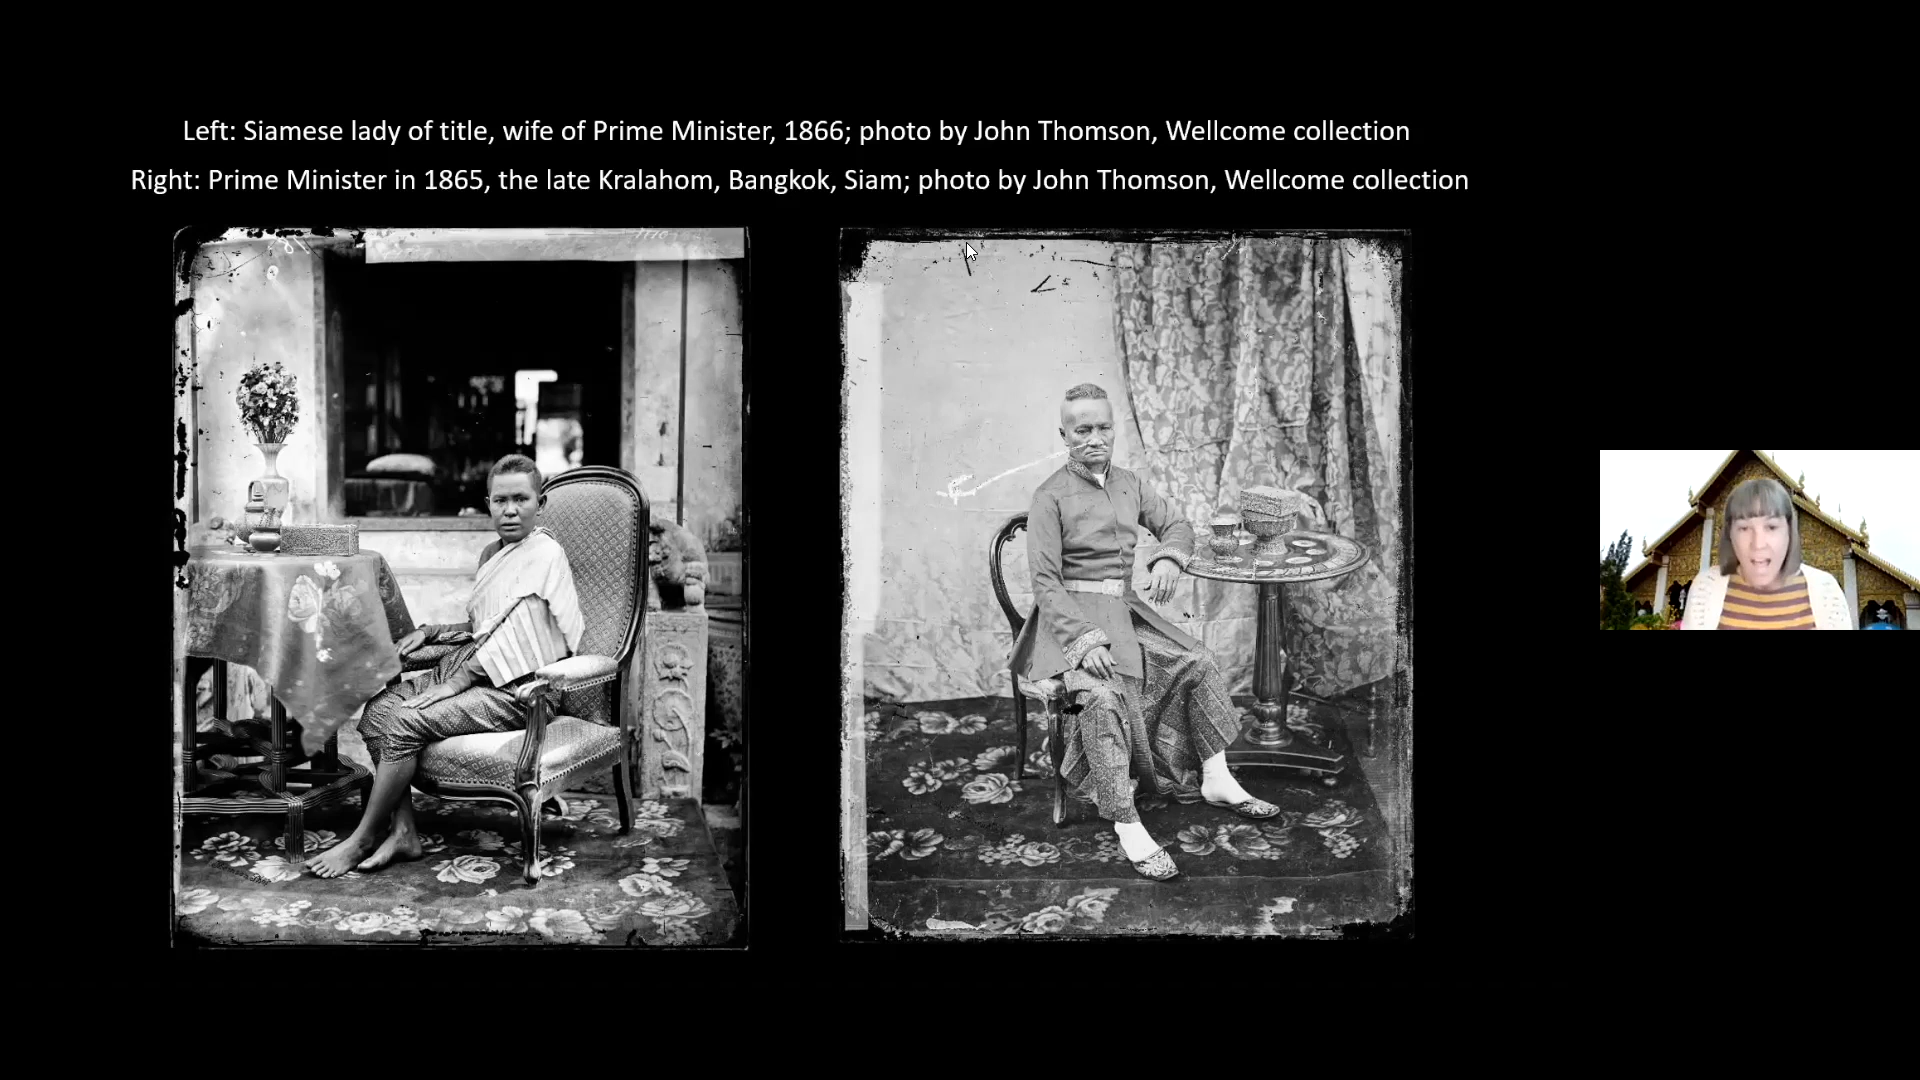 Left: Siamese lady of title, wife of Prime Minister, 1866; photo by John Thomson, Wellcome collection
Right: Prime Minister in 1865, the late Kralahom, Bangkok, Siam; photo by John Thomson, Wellcome collection